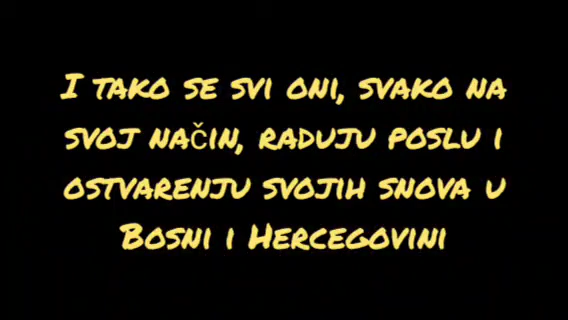 I tako se svi oni, svako na
svoj način, raduju poslu i
ostvarenju svojih snova u
Bosni i Hercegovini